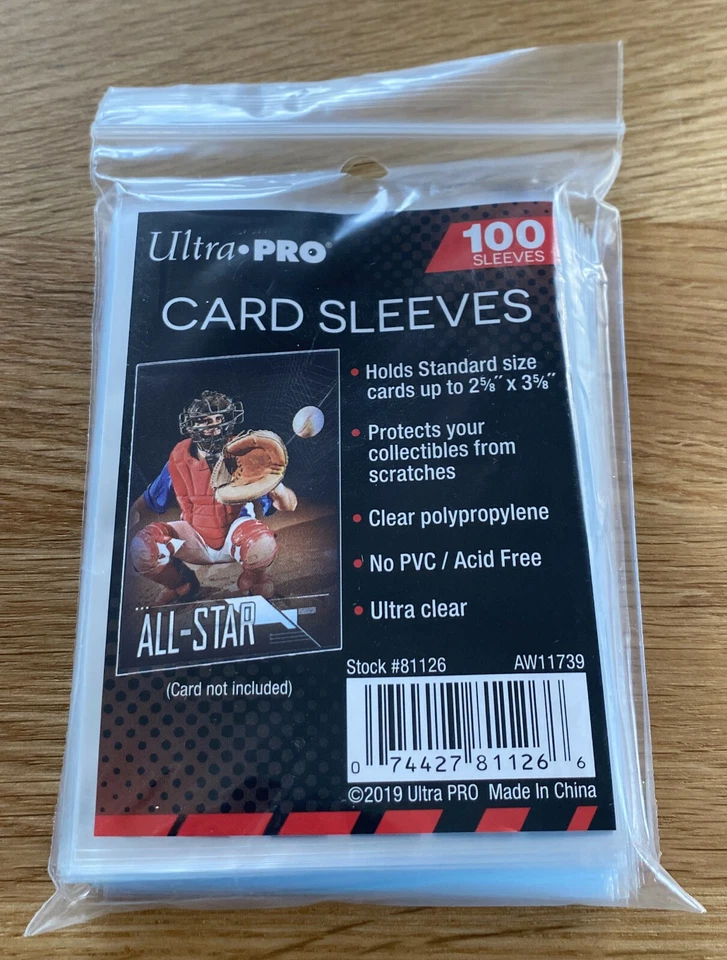 Ultra•PRO®
100
SLEEVES
CARD SLEEVES
• Holds Standard size
cards up to 2⅝″ x 3⅝″
• Protects your
collectibles from
scratches
• Clear polypropylene
• No PVC / Acid Free
• Ultra clear
ALL-STAR
(Card not included)
Stock #81126 AW11739
0 74427 81126 6
©2019 Ultra PRO Made In China